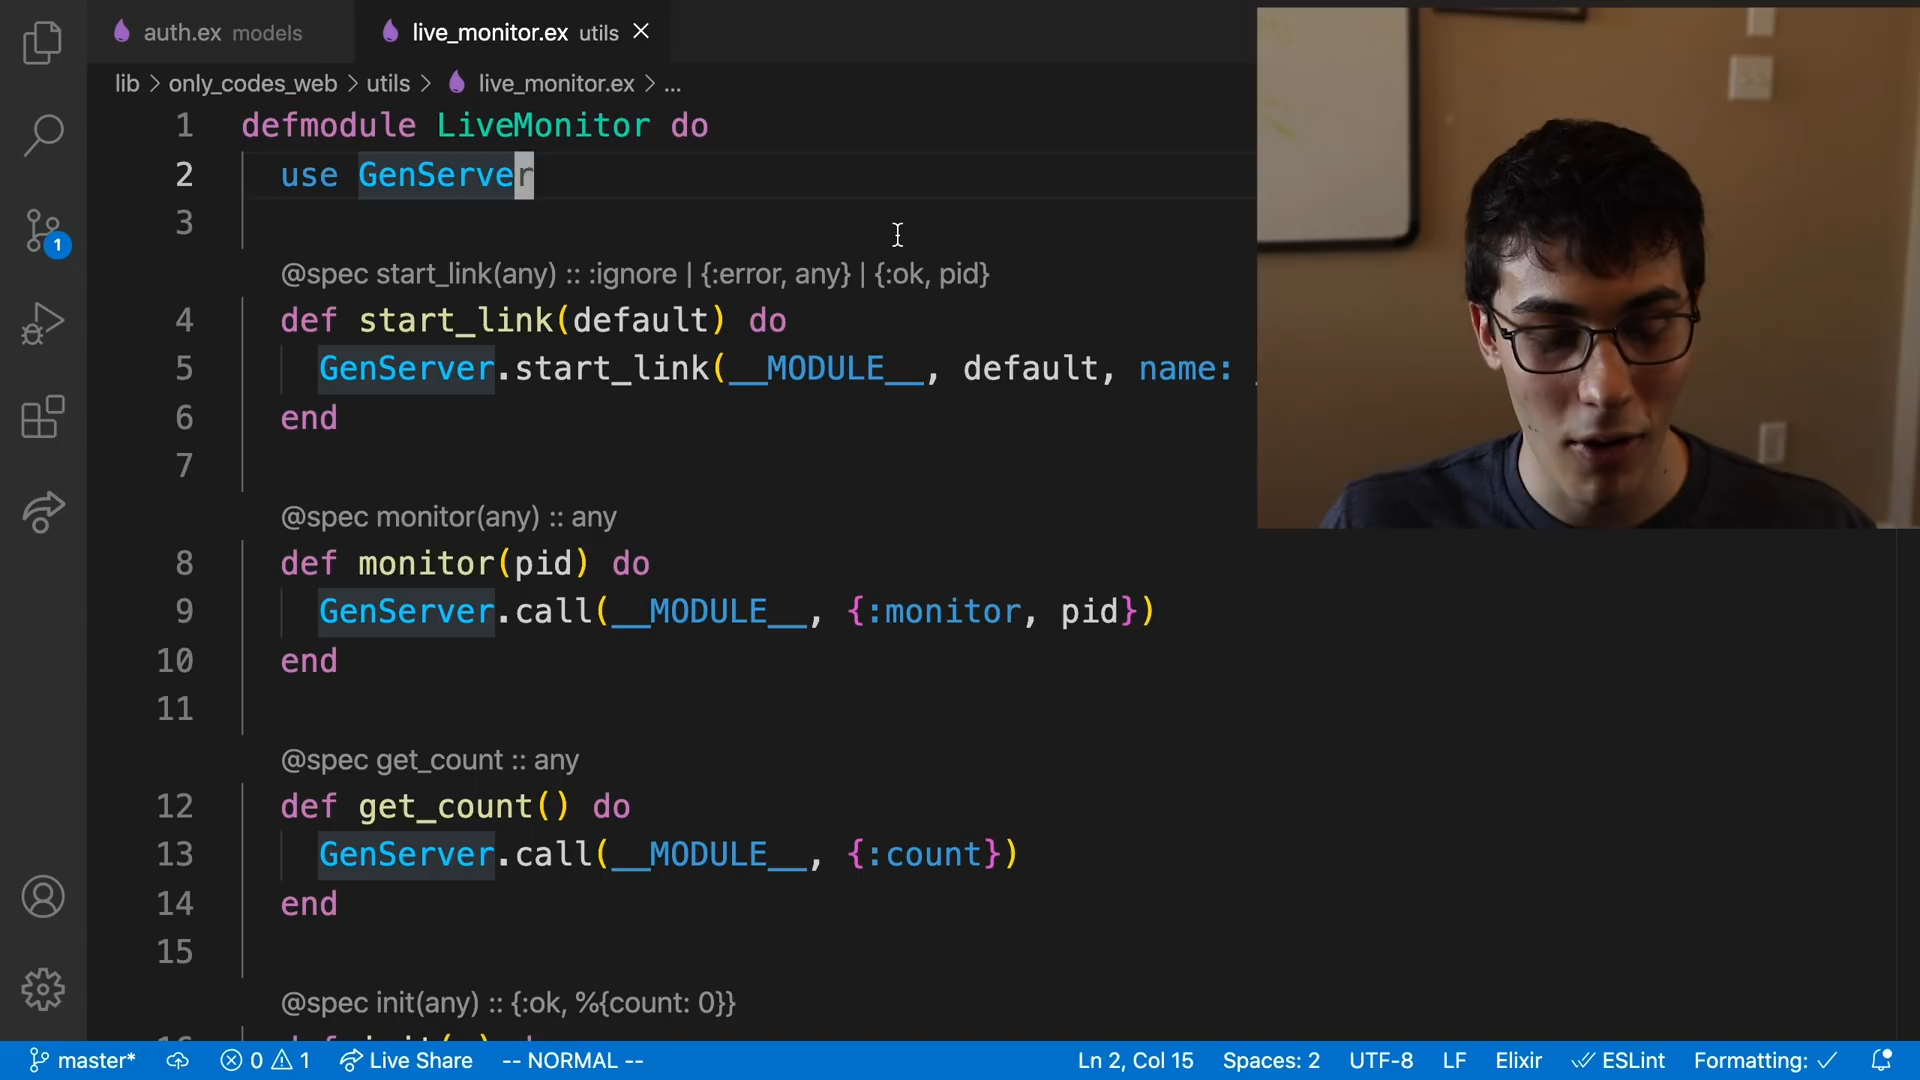 auth.ex models
live_monitor.ex utils
lib > only_codes_web > utils > live_monitor.ex > ...
1 defmodule LiveMonitor do
2 use GenServer
3
@spec start_link(any) :: :ignore | {:error, any} | {:ok, pid}
4 def start_link(default) do
5 GenServer.start_link(__MODULE__, default, name:
6 end
7
@spec monitor(any) :: any
8 def monitor(pid) do
9 GenServer.call(__MODULE__, {:monitor, pid})
10 end
11
@spec get_count :: any
12 def get_count() do
13 GenServer.call(__MODULE__, {:count})
14 end
15
@spec init(any) :: {:ok, %{count: 0}}
1
master* 0 1 Live Share -- NORMAL -- Ln 2, Col 15 Spaces: 2 UTF-8 LF Elixir ESLint Formatting: ✓